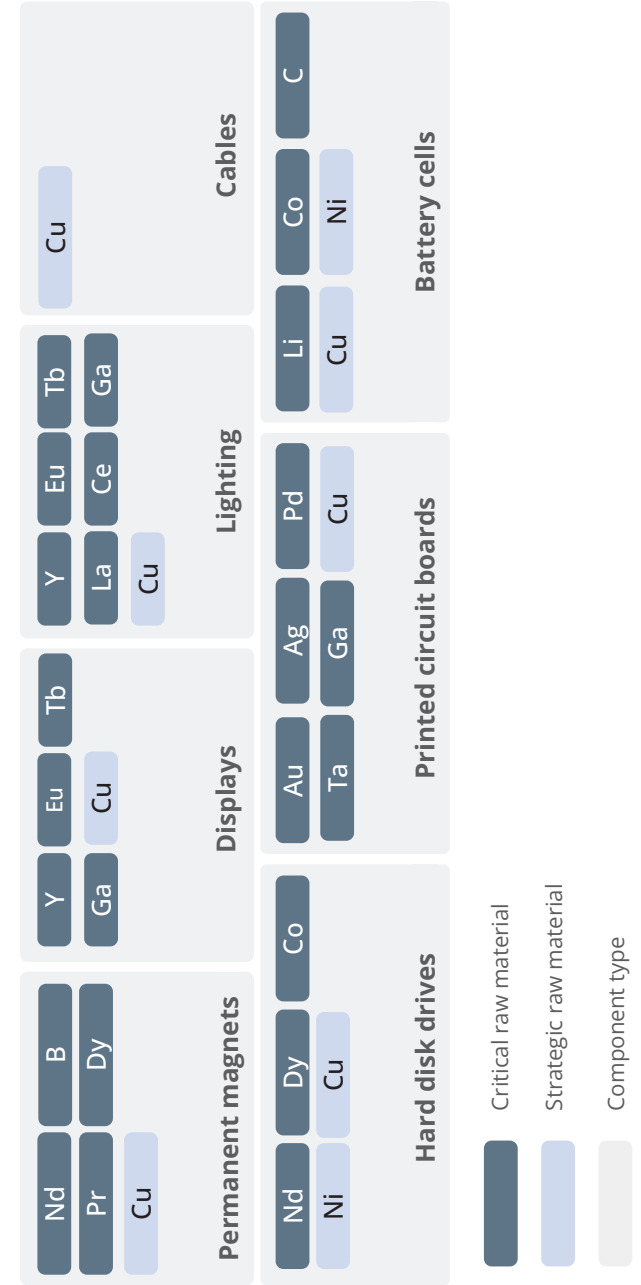 Nd B
Pr Dy
Cu
Permanent magnets
Y Eu Tb
Ga Cu
Displays
Y Eu Tb
La Ce Ga
Cu
Lighting
Cu
Cables
Nd Dy Co
Ni Cu
Hard disk drives
Au Ag Pd
Ta Ga Cu
Printed circuit boards
Li Co C
Cu Ni
Battery cells
Critical raw material
Strategic raw material
Component type